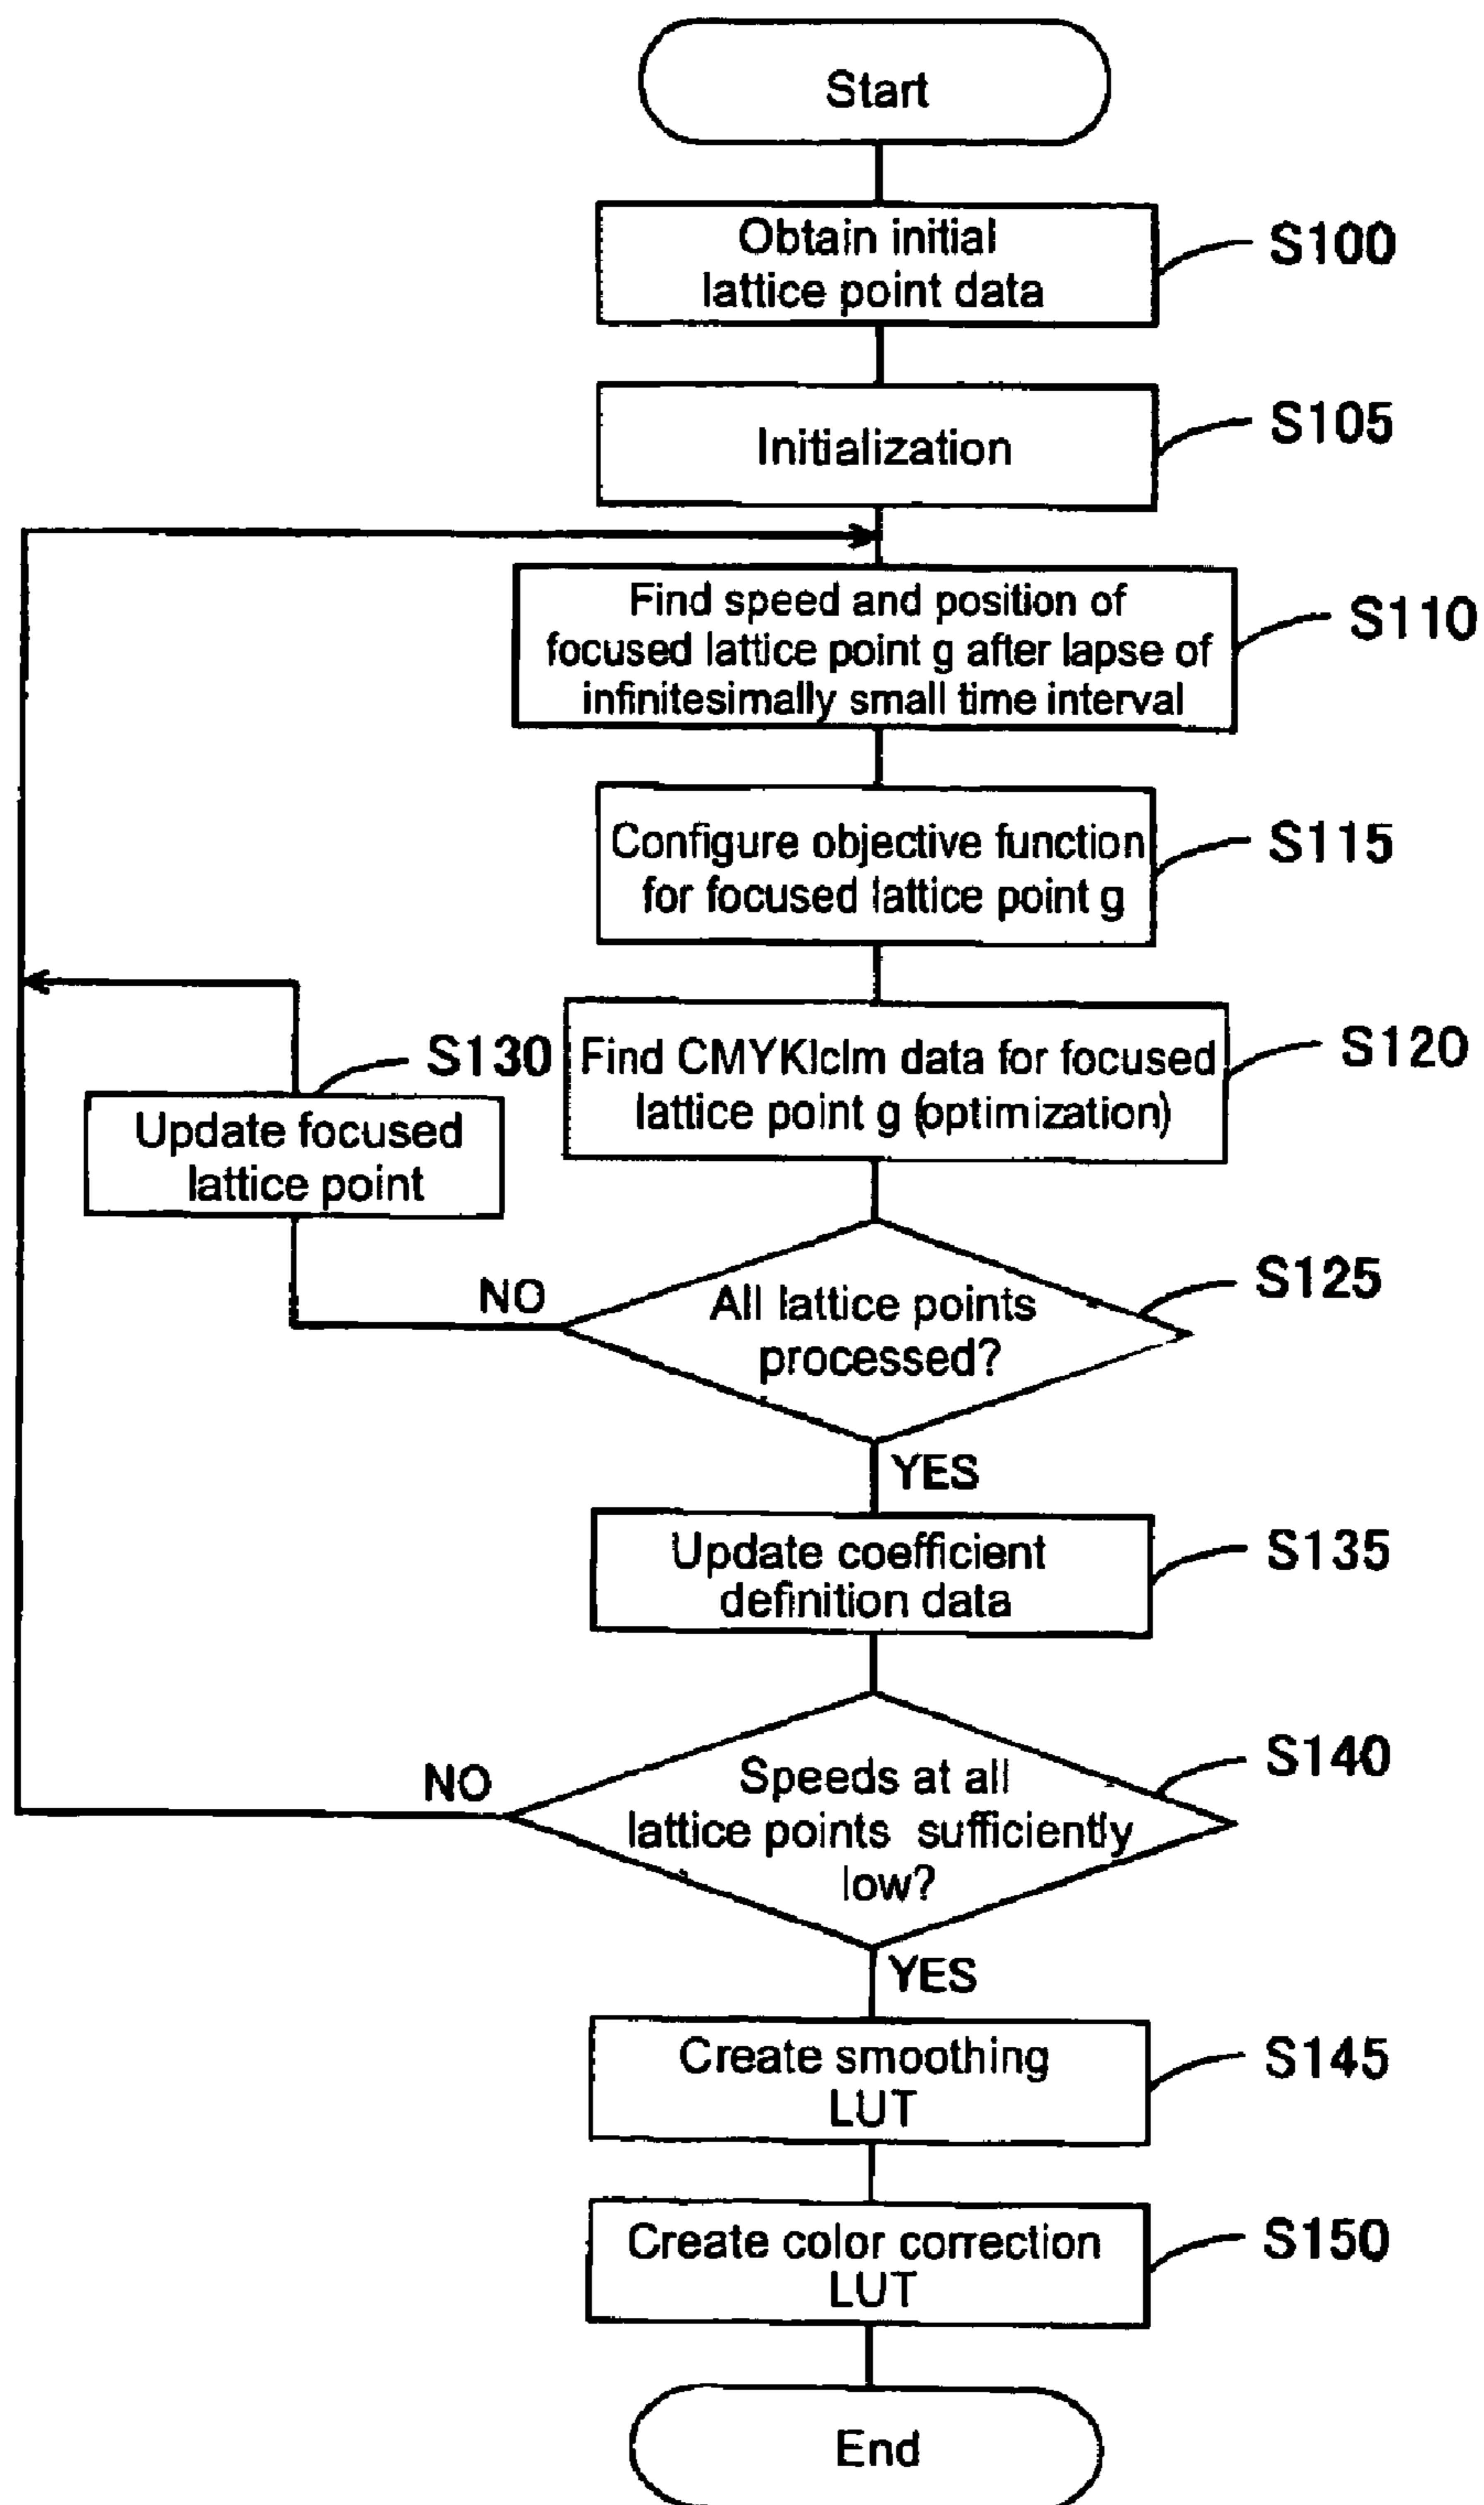 Start
Obtain initial
lattice point data
S100
Initialization
S105
Find speed and position of
focused lattice point g after lapse of
infinitesimally small time interval
S110
Configure objective function
for focused lattice point g
S115
S130
Find CMYKlclm data for focused
lattice point g (optimization)
S120
Update focused
lattice point
NO
All lattice points
processed?
S125
YES
Update coefficient
definition data
S135
NO
Speeds at all
lattice points sufficiently
low?
S140
YES
Create smoothing
LUT
S145
Create color correction
LUT
S150
End